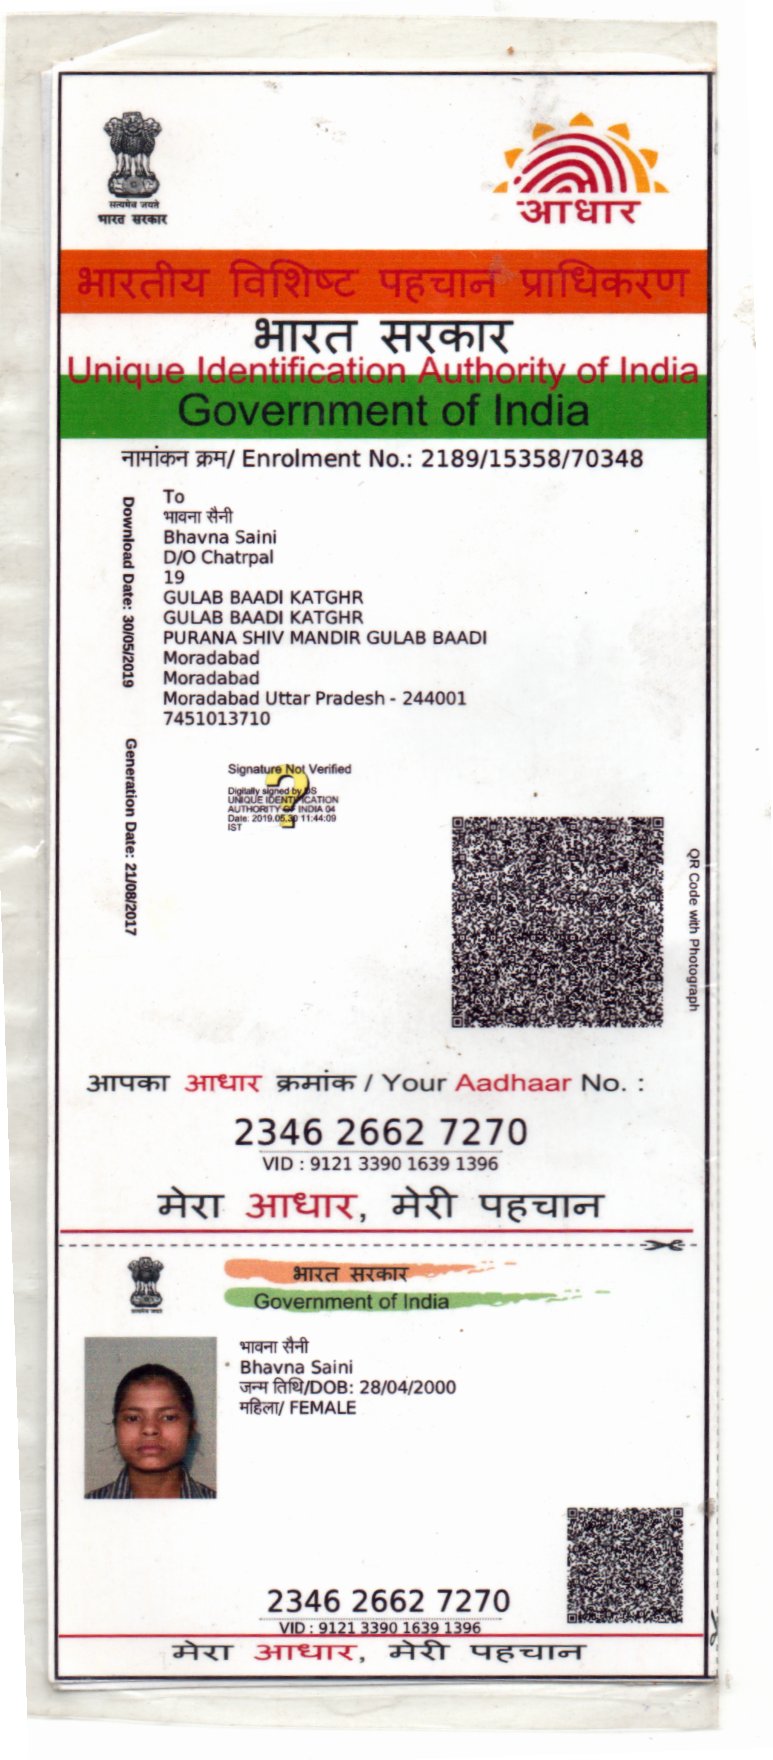 सत्यमेव जयते
भारत सरकार
आधार
भारतीय विशिष्ट पहचान प्राधिकरण
भारत सरकार
Unique Identification Authority of India
Government of India
नामांकन क्रम/ Enrolment No.: 2189/15358/70348
Download Date: 30/05/2019
Generation Date: 21/08/2017
To
भावना सैनी
Bhavna Saini
D/O Chatrpal
19
GULAB BAADI KATGHR
GULAB BAADI KATGHR
PURANA SHIV MANDIR GULAB BAADI
Moradabad
Moradabad
Moradabad Uttar Pradesh - 244001
7451013710
Signature Not Verified
Digitally signed by DS
UNIQUE IDENTIFICATION
AUTHORITY OF INDIA 04
Date: 2019.05.30 11:44:09
IST
QR Code with Photograph
आपका आधार क्रमांक / Your Aadhaar No. :
2346 2662 7270
VID : 9121 3390 1639 1396
मेरा आधार, मेरी पहचान
भारत सरकार
Government of India
भावना सैनी
Bhavna Saini
जन्म तिथि/DOB: 28/04/2000
महिला/ FEMALE
2346 2662 7270
VID : 9121 3390 1639 1396
मेरा आधार, मेरी पहचान